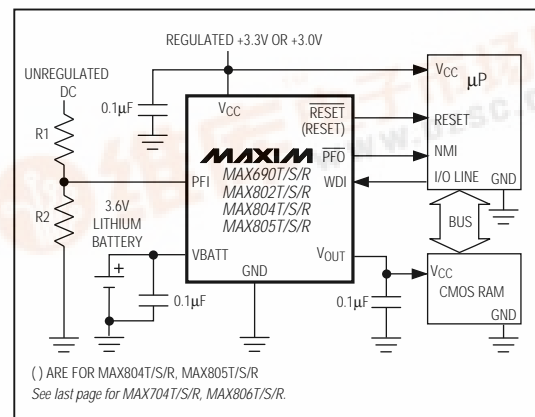 REGULATED +3.3V OR +3.0V
UNREGULATED
DC
R1
R2
0.1µF
VCC
RESET
(RESET)
MAXIM
MAX690T/S/R
MAX802T/S/R
MAX804T/S/R
MAX805T/S/R
PFI
PFO
WDI
VBATT
VOUT
GND
3.6V
LITHIUM
BATTERY
+
0.1µF
0.1µF
VCC
µP
RESET
NMI
I/O LINE
GND
BUS
VCC
CMOS RAM
GND
( ) ARE FOR MAX804T/S/R, MAX805T/S/R
See last page for MAX704T/S/R, MAX806T/S/R.